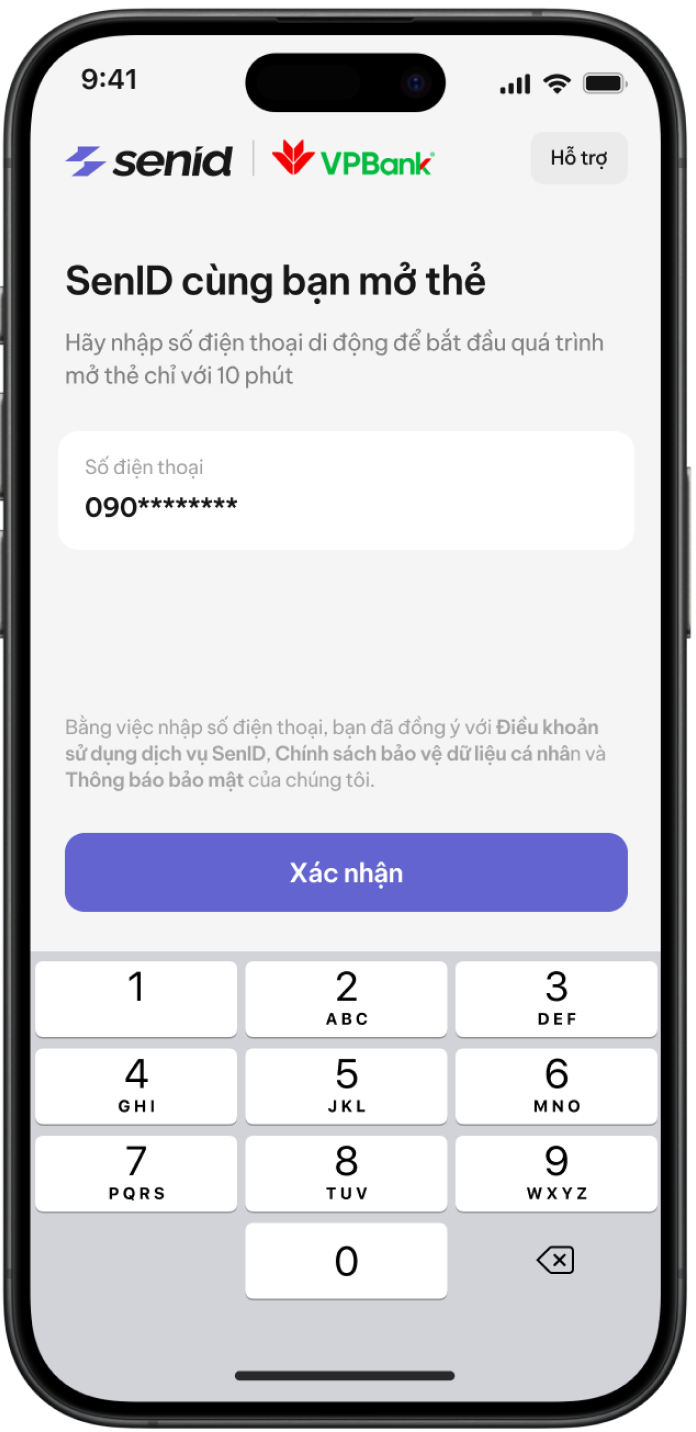 9:41
senid
VPBank
Hỗ trợ
SenID cùng bạn mở thẻ
Hãy nhập số điện thoại di động để bắt đầu quá trình
mở thẻ chỉ với 10 phút
Số điện thoại
090********
Bằng việc nhập số điện thoại, bạn đã đồng ý với Điều khoản
sử dụng dịch vụ SenID, Chính sách bảo vệ dữ liệu cá nhân và
Thông báo bảo mật của chúng tôi.
Xác nhận
1
2
ABC
3
DEF
4
GHI
5
JKL
6
MNO
7
PQRS
8
TUV
9
WXYZ
0